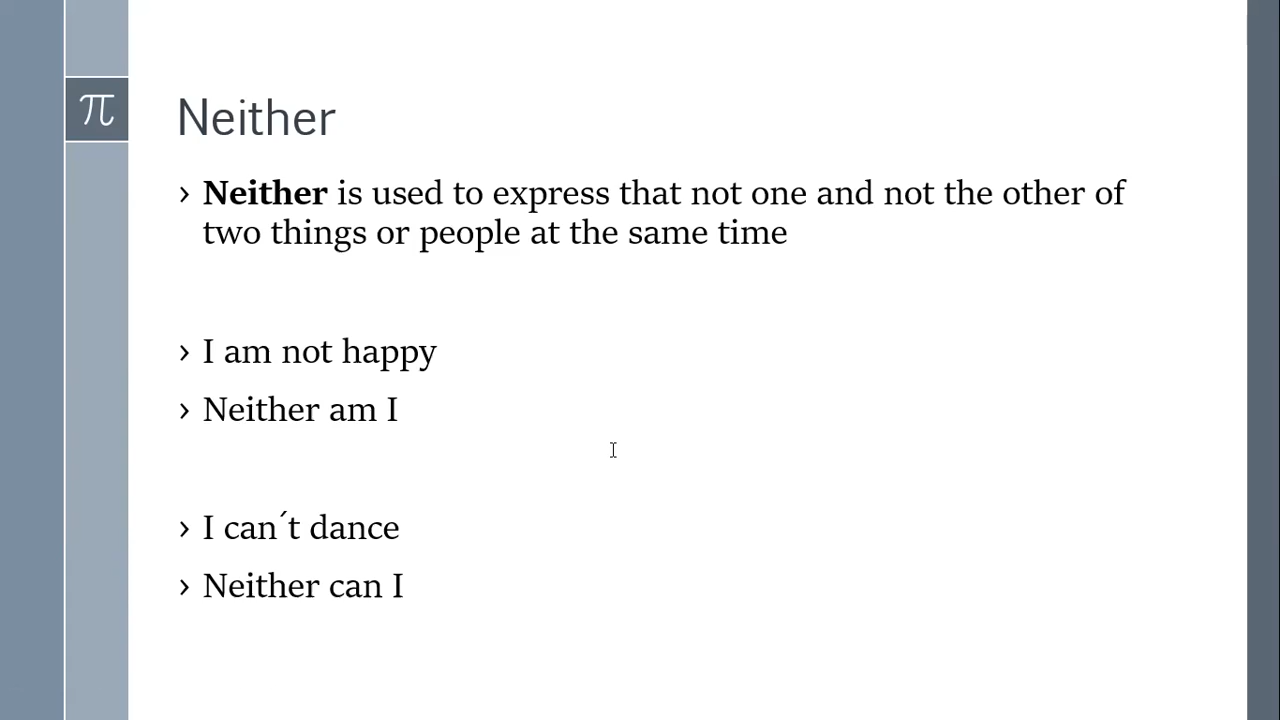 π
Neither
› Neither is used to express that not one and not the other of
two things or people at the same time
› I am not happy
› Neither am I
› I can´t dance
› Neither can I